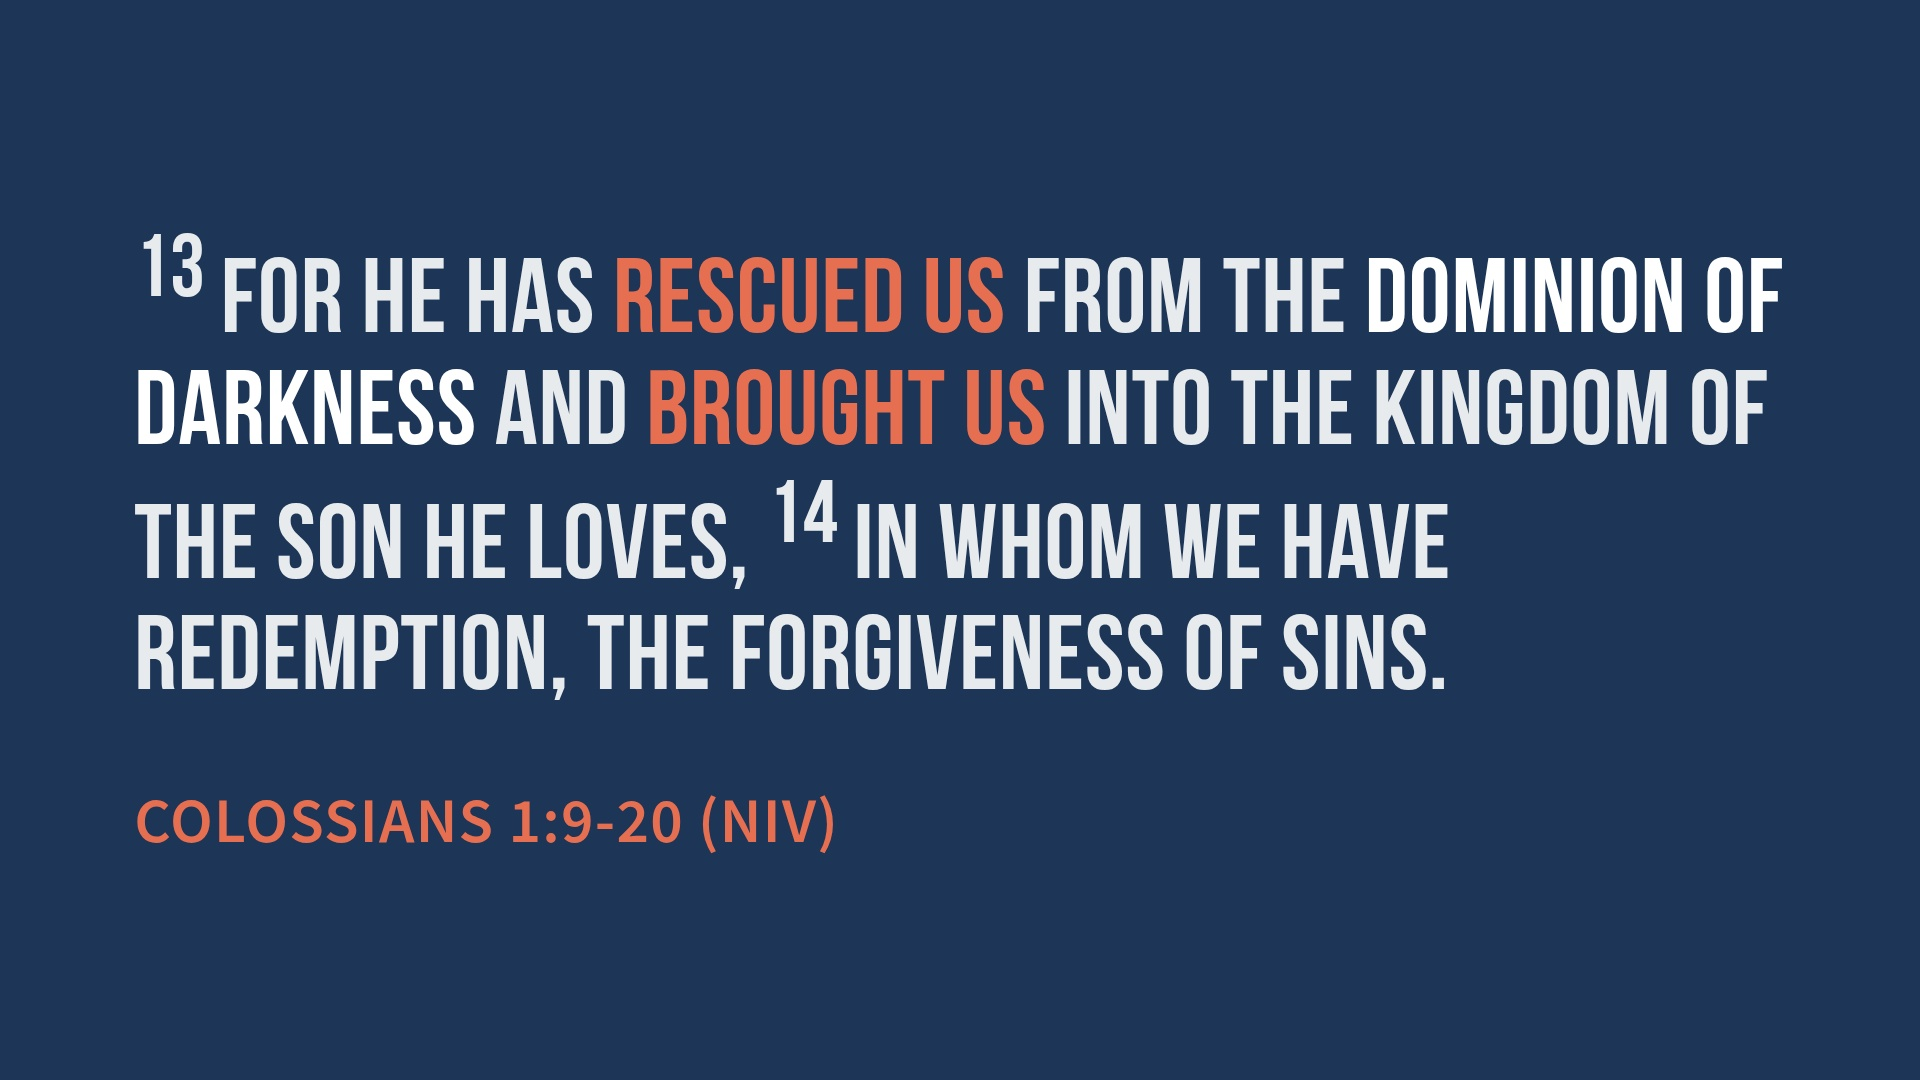 13 FOR HE HAS RESCUED US FROM THE DOMINION OF
DARKNESS AND BROUGHT US INTO THE KINGDOM OF
THE SON HE LOVES, 14 IN WHOM WE HAVE
REDEMPTION, THE FORGIVENESS OF SINS.
COLOSSIANS 1:9-20 (NIV)